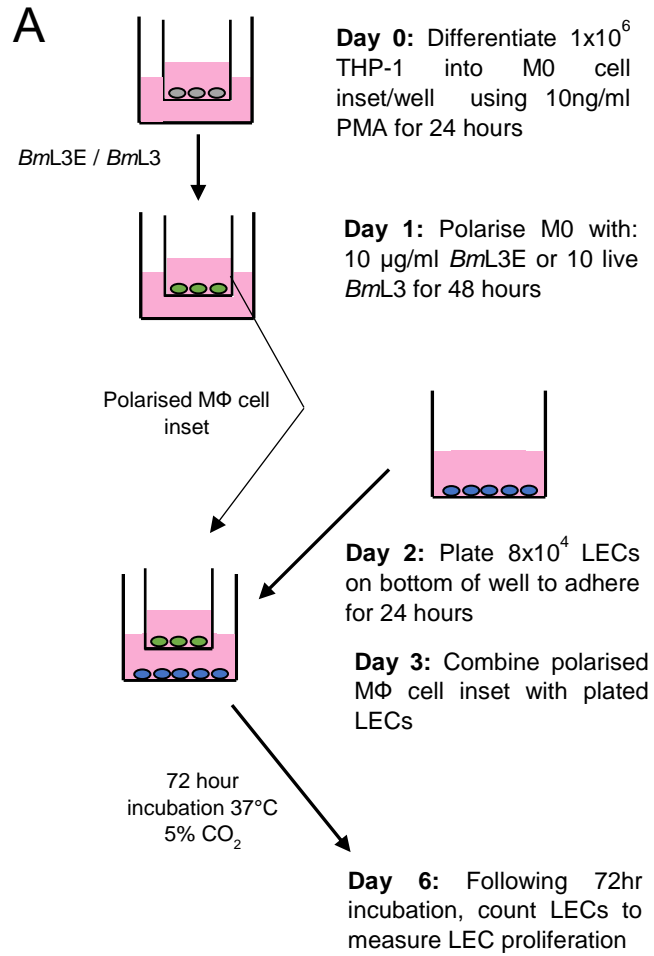 A
Day 0: Differentiate 1x10⁶
THP-1 into M0 cell
inset/well using 10ng/ml
PMA for 24 hours
BmL3E / BmL3
Day 1: Polarise M0 with:
10 µg/ml BmL3E or 10 live
BmL3 for 48 hours
Polarised MΦ cell
inset
Day 2: Plate 8x10⁴ LECs
on bottom of well to adhere
for 24 hours
Day 3: Combine polarised
MΦ cell inset with plated
LECs
72 hour
incubation 37°C
5% CO₂
Day 6: Following 72hr
incubation, count LECs to
measure LEC proliferation